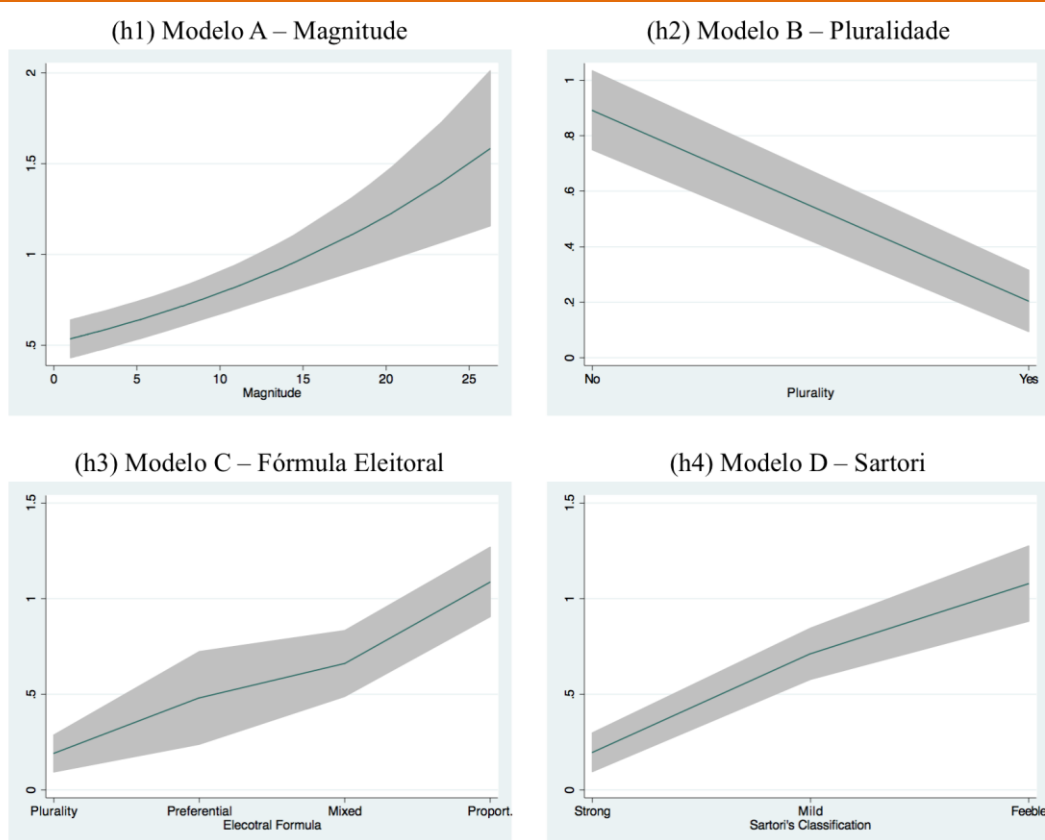 (h1) Modelo A – Magnitude
2
1.5
1
.5
0 5 10 15 20 25
Magnitude
(h2) Modelo B – Pluralidade
1
.8
.6
.4
.2
0
No Yes
Plurality
(h3) Modelo C – Fórmula Eleitoral
1.5
1
.5
0
Plurality Preferential Mixed Proport.
Elecotral Formula
(h4) Modelo D – Sartori
1.5
1
.5
0
Strong Mild Feeble
Sartori's Classification